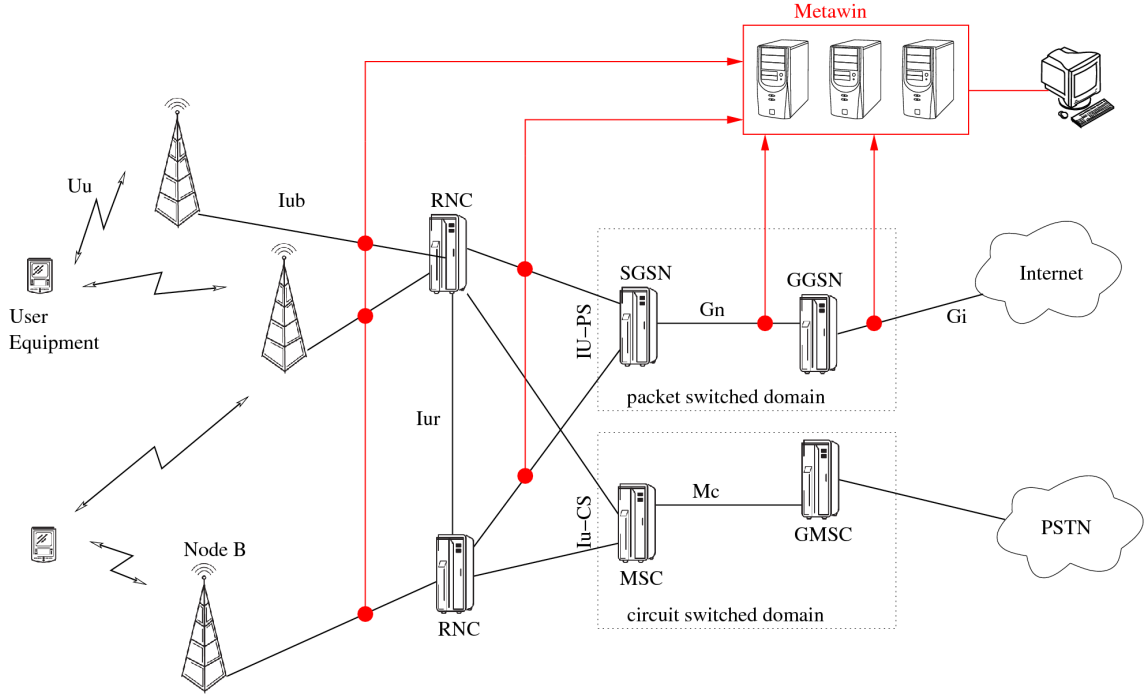 Metawin
Uu
Iub
RNC
SGSN
GGSN
Internet
User
Equipment
IU-PS
Gn
Gi
packet switched domain
Iur
Iu-CS
Mc
GMSC
PSTN
Node B
MSC
RNC
circuit switched domain